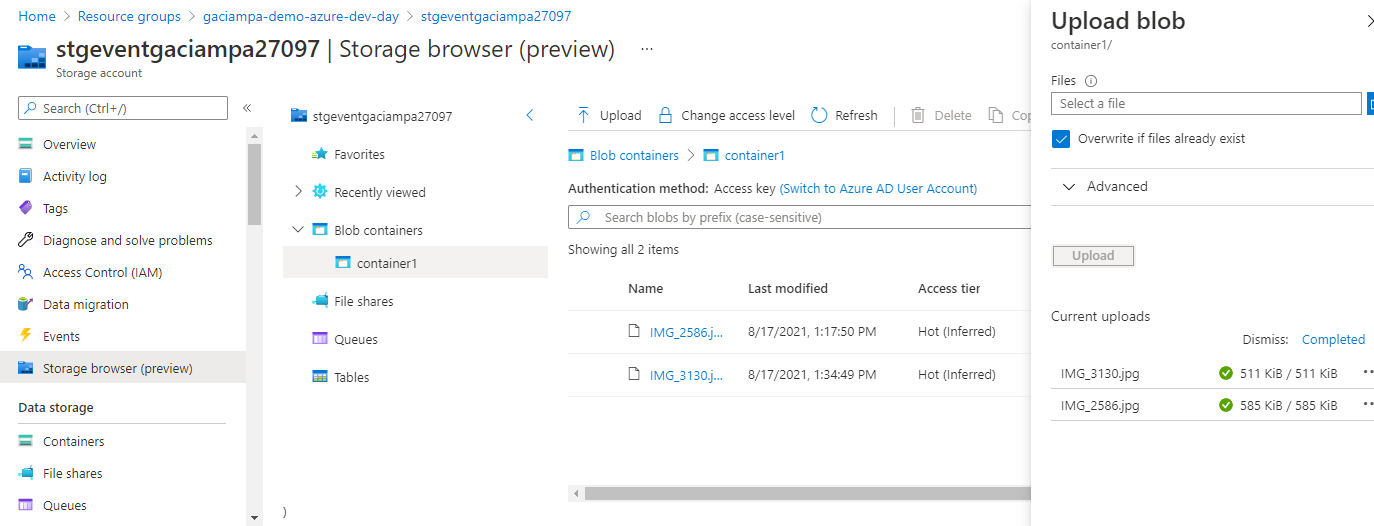 Home > Resource groups > gaciampa-demo-azure-dev-day > stgeventgaciampa27097
stgeventgaciampa27097 | Storage browser (preview) ...
Storage account
Search (Ctrl+/)
«
Overview
Activity log
Tags
Diagnose and solve problems
Access Control (IAM)
Data migration
Events
Storage browser (preview)
Data storage
Containers
File shares
Queues
stgeventgaciampa27097
Favorites
Recently viewed
Blob containers
container1
File shares
Queues
Tables
)
Upload Change access level Refresh Delete
Blob containers > container1
Authentication method: Access key (Switch to Azure AD User Account)
Search blobs by prefix (case-sensitive)
Showing all 2 items
Name Last modified Access tier
IMG_2586.j... 8/17/2021, 1:17:50 PM Hot (Inferred)
IMG_3130.j... 8/17/2021, 1:34:49 PM Hot (Inferred)
Upload blob
container1/
Files
Select a file
Overwrite if files already exist
Advanced
Upload
Current uploads
Dismiss: Completed
IMG_3130.jpg 511 KiB / 511 KiB
IMG_2586.jpg 585 KiB / 585 KiB